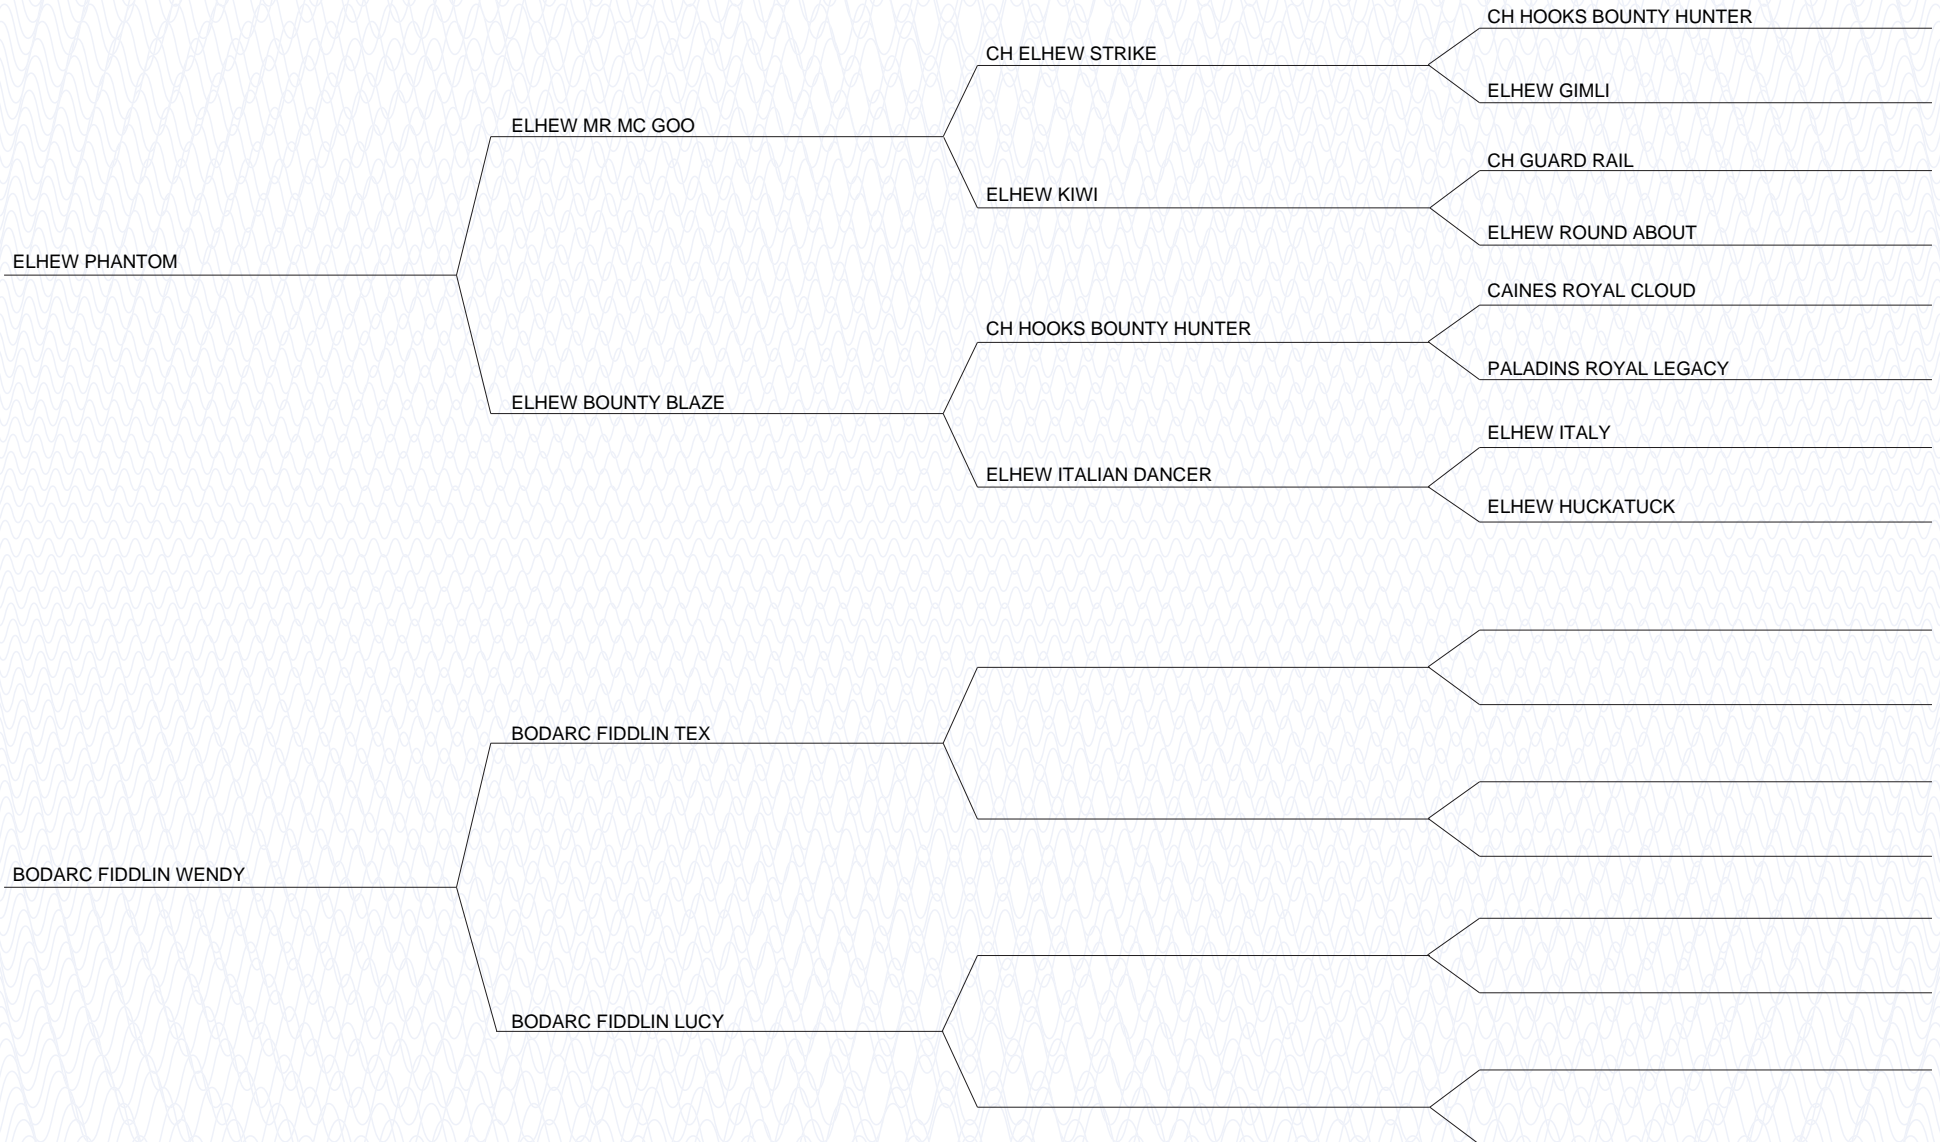 CH HOOKS BOUNTY HUNTER
CH ELHEW STRIKE
ELHEW GIMLI
ELHEW MR MC GOO
CH GUARD RAIL
ELHEW KIWI
ELHEW ROUND ABOUT
ELHEW PHANTOM
CAINES ROYAL CLOUD
CH HOOKS BOUNTY HUNTER
PALADINS ROYAL LEGACY
ELHEW BOUNTY BLAZE
ELHEW ITALY
ELHEW ITALIAN DANCER
ELHEW HUCKATUCK
BODARC FIDDLIN TEX
BODARC FIDDLIN WENDY
BODARC FIDDLIN LUCY